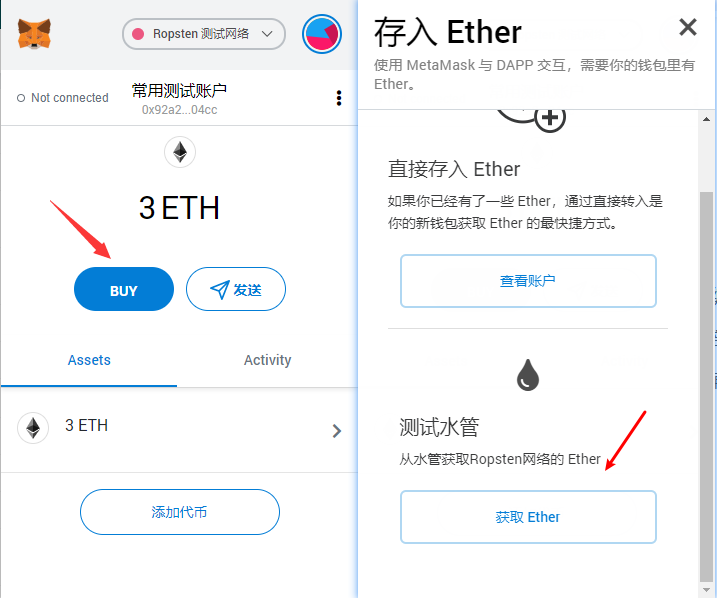 Ropsten 测试网络
Not connected
常用测试账户
0x92a2...04cc
3 ETH
BUY
发送
Assets
Activity
3 ETH
添加代币
存入 Ether
使用 MetaMask 与 DAPP 交互，需要你的钱包里有
Ether。
直接存入 Ether
如果你已经有了一些 Ether，通过直接转入是
你的新钱包获取 Ether 的最快捷方式。
查看账户
测试水管
从水管获取Ropsten网络的 Ether
获取 Ether